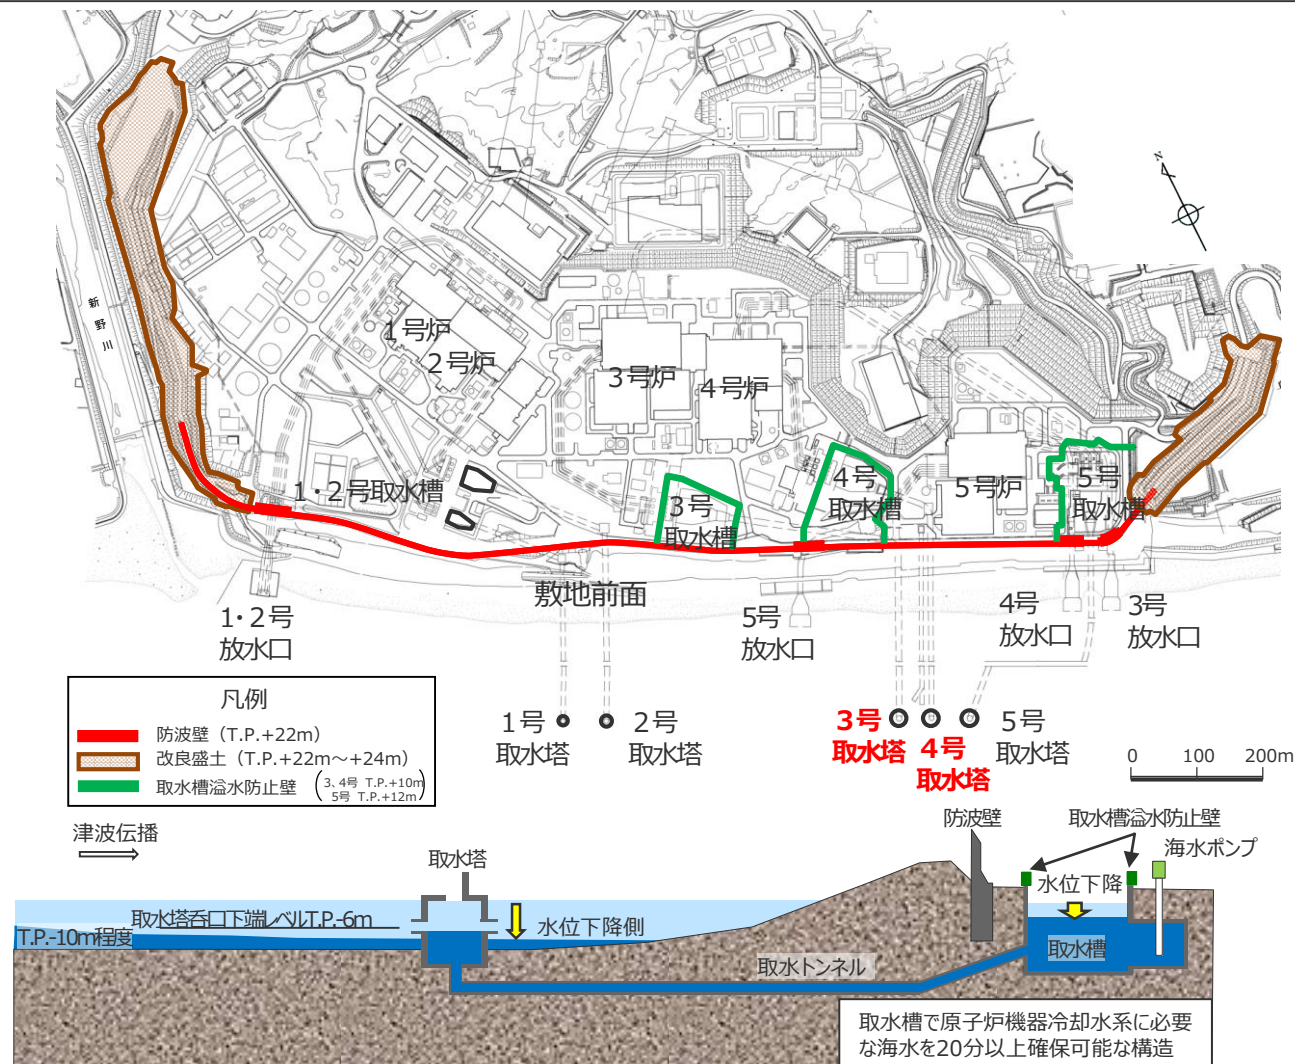 N
新野川
1号炉
2号炉
3号炉
4号炉
5号炉
1・2号取水槽
3号
取水槽
4号
取水槽
5号
取水槽
敷地前面
1・2号
放水口
5号
放水口
4号
放水口
3号
放水口
1号
取水塔
2号
取水塔
3号
取水塔
4号
取水塔
5号
取水塔
0 100 200m
凡例
防波壁（T.P.+22m）
改良盛土（T.P.+22m～+24m）
取水槽溢水防止壁（3、4号 T.P.+10m
5号 T.P.+12m）
津波伝播
取水塔
防波壁
取水槽溢水防止壁
海水ポンプ
取水塔呑口下端レベルT.P.-6m
T.P.-10m程度
水位下降側
水位下降
取水槽
取水トンネル
取水槽で原子炉機器冷却水系に必要
な海水を20分以上確保可能な構造